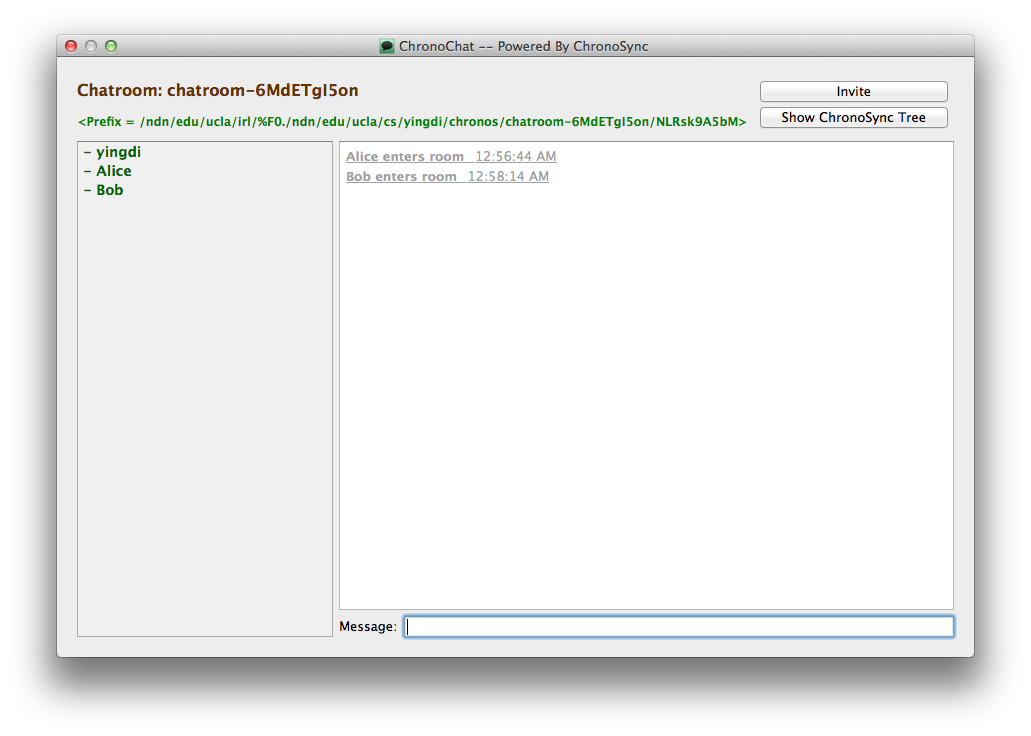 ChronoChat -- Powered By ChronoSync
Chatroom: chatroom-6MdETgI5on
Invite
<Prefix = /ndn/edu/ucla/irl/%F0./ndn/edu/ucla/cs/yingdi/chronos/chatroom-6MdETgI5on/NLRsk9A5bM>
Show ChronoSync Tree
- yingdi
- Alice
- Bob
Alice enters room 12:56:44 AM
Bob enters room 12:58:14 AM
Message: